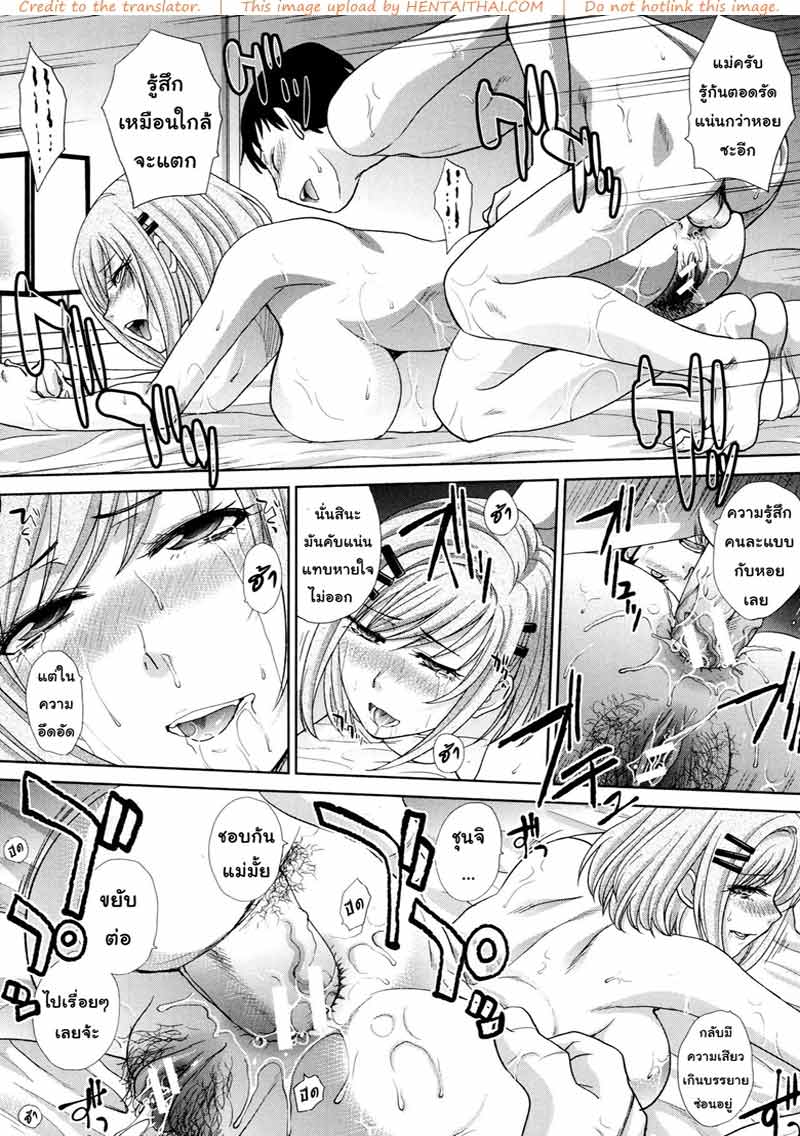 Credit to the translator. | This image upload by HENTAITHAI.COM | Do not hotlink this image.
แม่ครับ
รู้ก้นตอดรัด
แน่นกว่าหอย
ซะอีก
รู้สึก
เหมือนใกล้
จะแตก
ความรู้สึก
คนละแบบ
กับหอย
เลย
นั่นสินะ
มันคับแน่น
แทบหายใจ
ไม่ออก
ฮ้า
ฮ้า
ฮ้า
แต่ใน
ความ
อึดอัด
กลับมี
ความเสียว
เกินบรรยาย
ซ่อนอยู่
ชุนจิ
...
ชอบก้น
แม่มั้ย
ขยับ
ต่อ
ไปเรื่อยๆ
เลยจ้ะ
ฮ่า